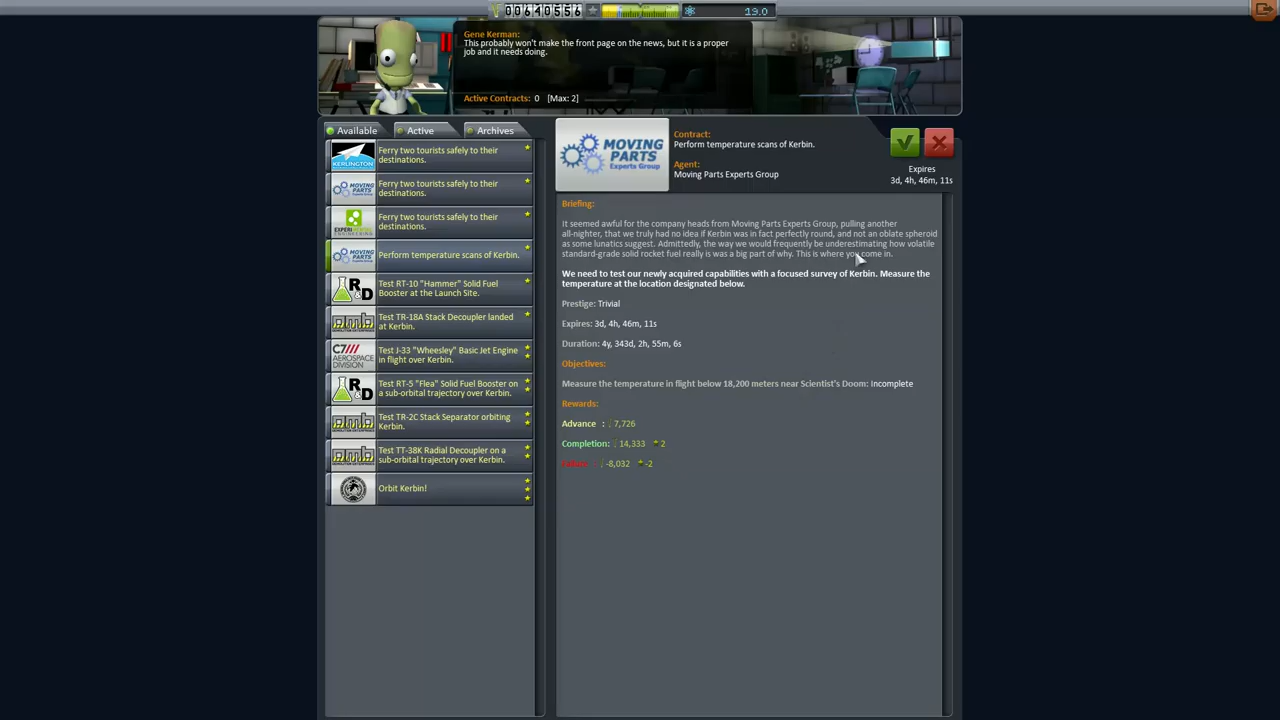 00640556
19.0
Gene Kerman:
This probably won't make the front page on the news, but it is a proper
job and it needs doing.
Active Contracts: 0 [Max: 2]
Available
Active
Archives
KERLINGTON
Ferry two tourists safely to their
destinations.
MOVING
PARTS
Ferry two tourists safely to their
destinations.
Ferry two tourists safely to their
destinations.
MOVING
PARTS
Perform temperature scans of Kerbin.
R&D
Test RT-10 "Hammer" Solid Fuel
Booster at the Launch Site.
Test TR-18A Stack Decoupler landed
at Kerbin.
C7///
AEROSPACE
DIVISION
Test J-33 "Wheesley" Basic Jet Engine
in flight over Kerbin.
R&D
Test RT-5 "Flea" Solid Fuel Booster on
a sub-orbital trajectory over Kerbin.
Test TR-2C Stack Separator orbiting
Kerbin.
Test TT-38K Radial Decoupler on a
sub-orbital trajectory over Kerbin.
Orbit Kerbin!
MOVING
PARTS
Experts Group
Contract:
Perform temperature scans of Kerbin.
Agent:
Moving Parts Experts Group
Expires
3d, 4h, 46m, 11s
Briefing:
It seemed awful for the company heads from Moving Parts Experts Group, pulling another
all-nighter, that we truly had no idea if Kerbin was in fact perfectly round, and not an oblate spheroid
as some lunatics suggest. Admittedly, the way we would frequently be underestimating how volatile
standard-grade solid rocket fuel really is was a big part of why. This is where you come in.
We need to test our newly acquired capabilities with a focused survey of Kerbin. Measure the
temperature at the location designated below.
Prestige: Trivial
Expires: 3d, 4h, 46m, 11s
Duration: 4y, 343d, 2h, 55m, 6s
Objectives:
Measure the temperature in flight below 18,200 meters near Scientist's Doom: Incomplete
Rewards:
Advance : 7,726
Completion: 14,333 2
-8,032 -2